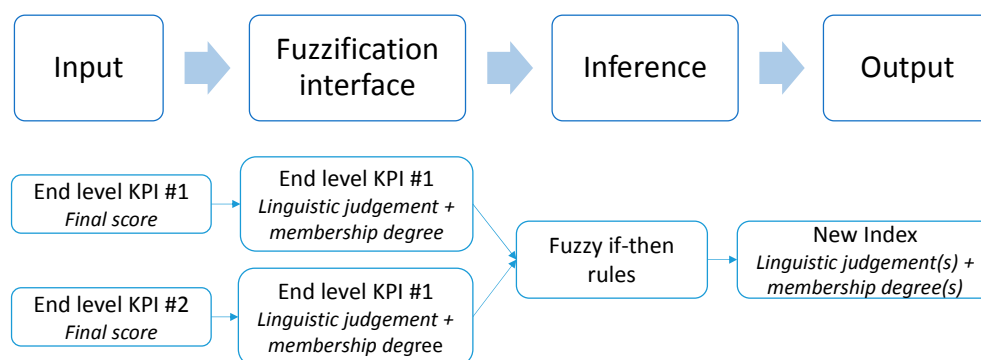 Input
Fuzzification
interface
Inference
Output
End level KPI #1
Final score
End level KPI #1
Linguistic judgement +
membership degree
End level KPI #2
Final score
End level KPI #1
Linguistic judgement +
membership degree
Fuzzy if-then
rules
New Index
Linguistic judgement(s) +
membership degree(s)